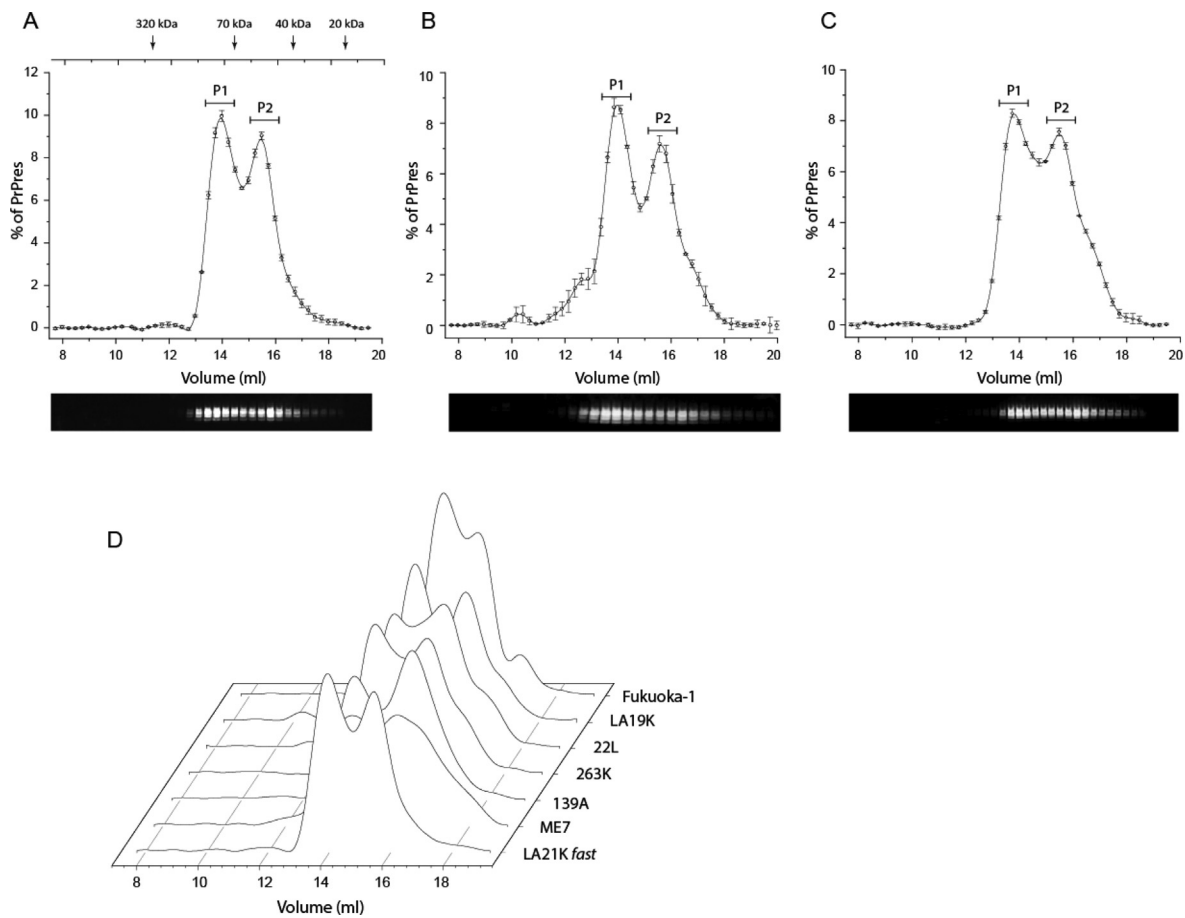 A
320 kDa 70 kDa 40 kDa 20 kDa
12
10
8
6
4
2
0
% of PrPres
P1
P2
8 10 12 14 16 18 20
Volume (ml)
B
10
8
6
4
2
0
% of PrPres
P1
P2
8 10 12 14 16 18 20
Volume (ml)
C
10
8
6
4
2
0
% of PrPres
P1
P2
8 10 12 14 16 18 20
Volume (ml)
D
Fukuoka-1
LA19K
22L
263K
139A
ME7
LA21K fast
8 10 12 14 16 18
Volume (ml)